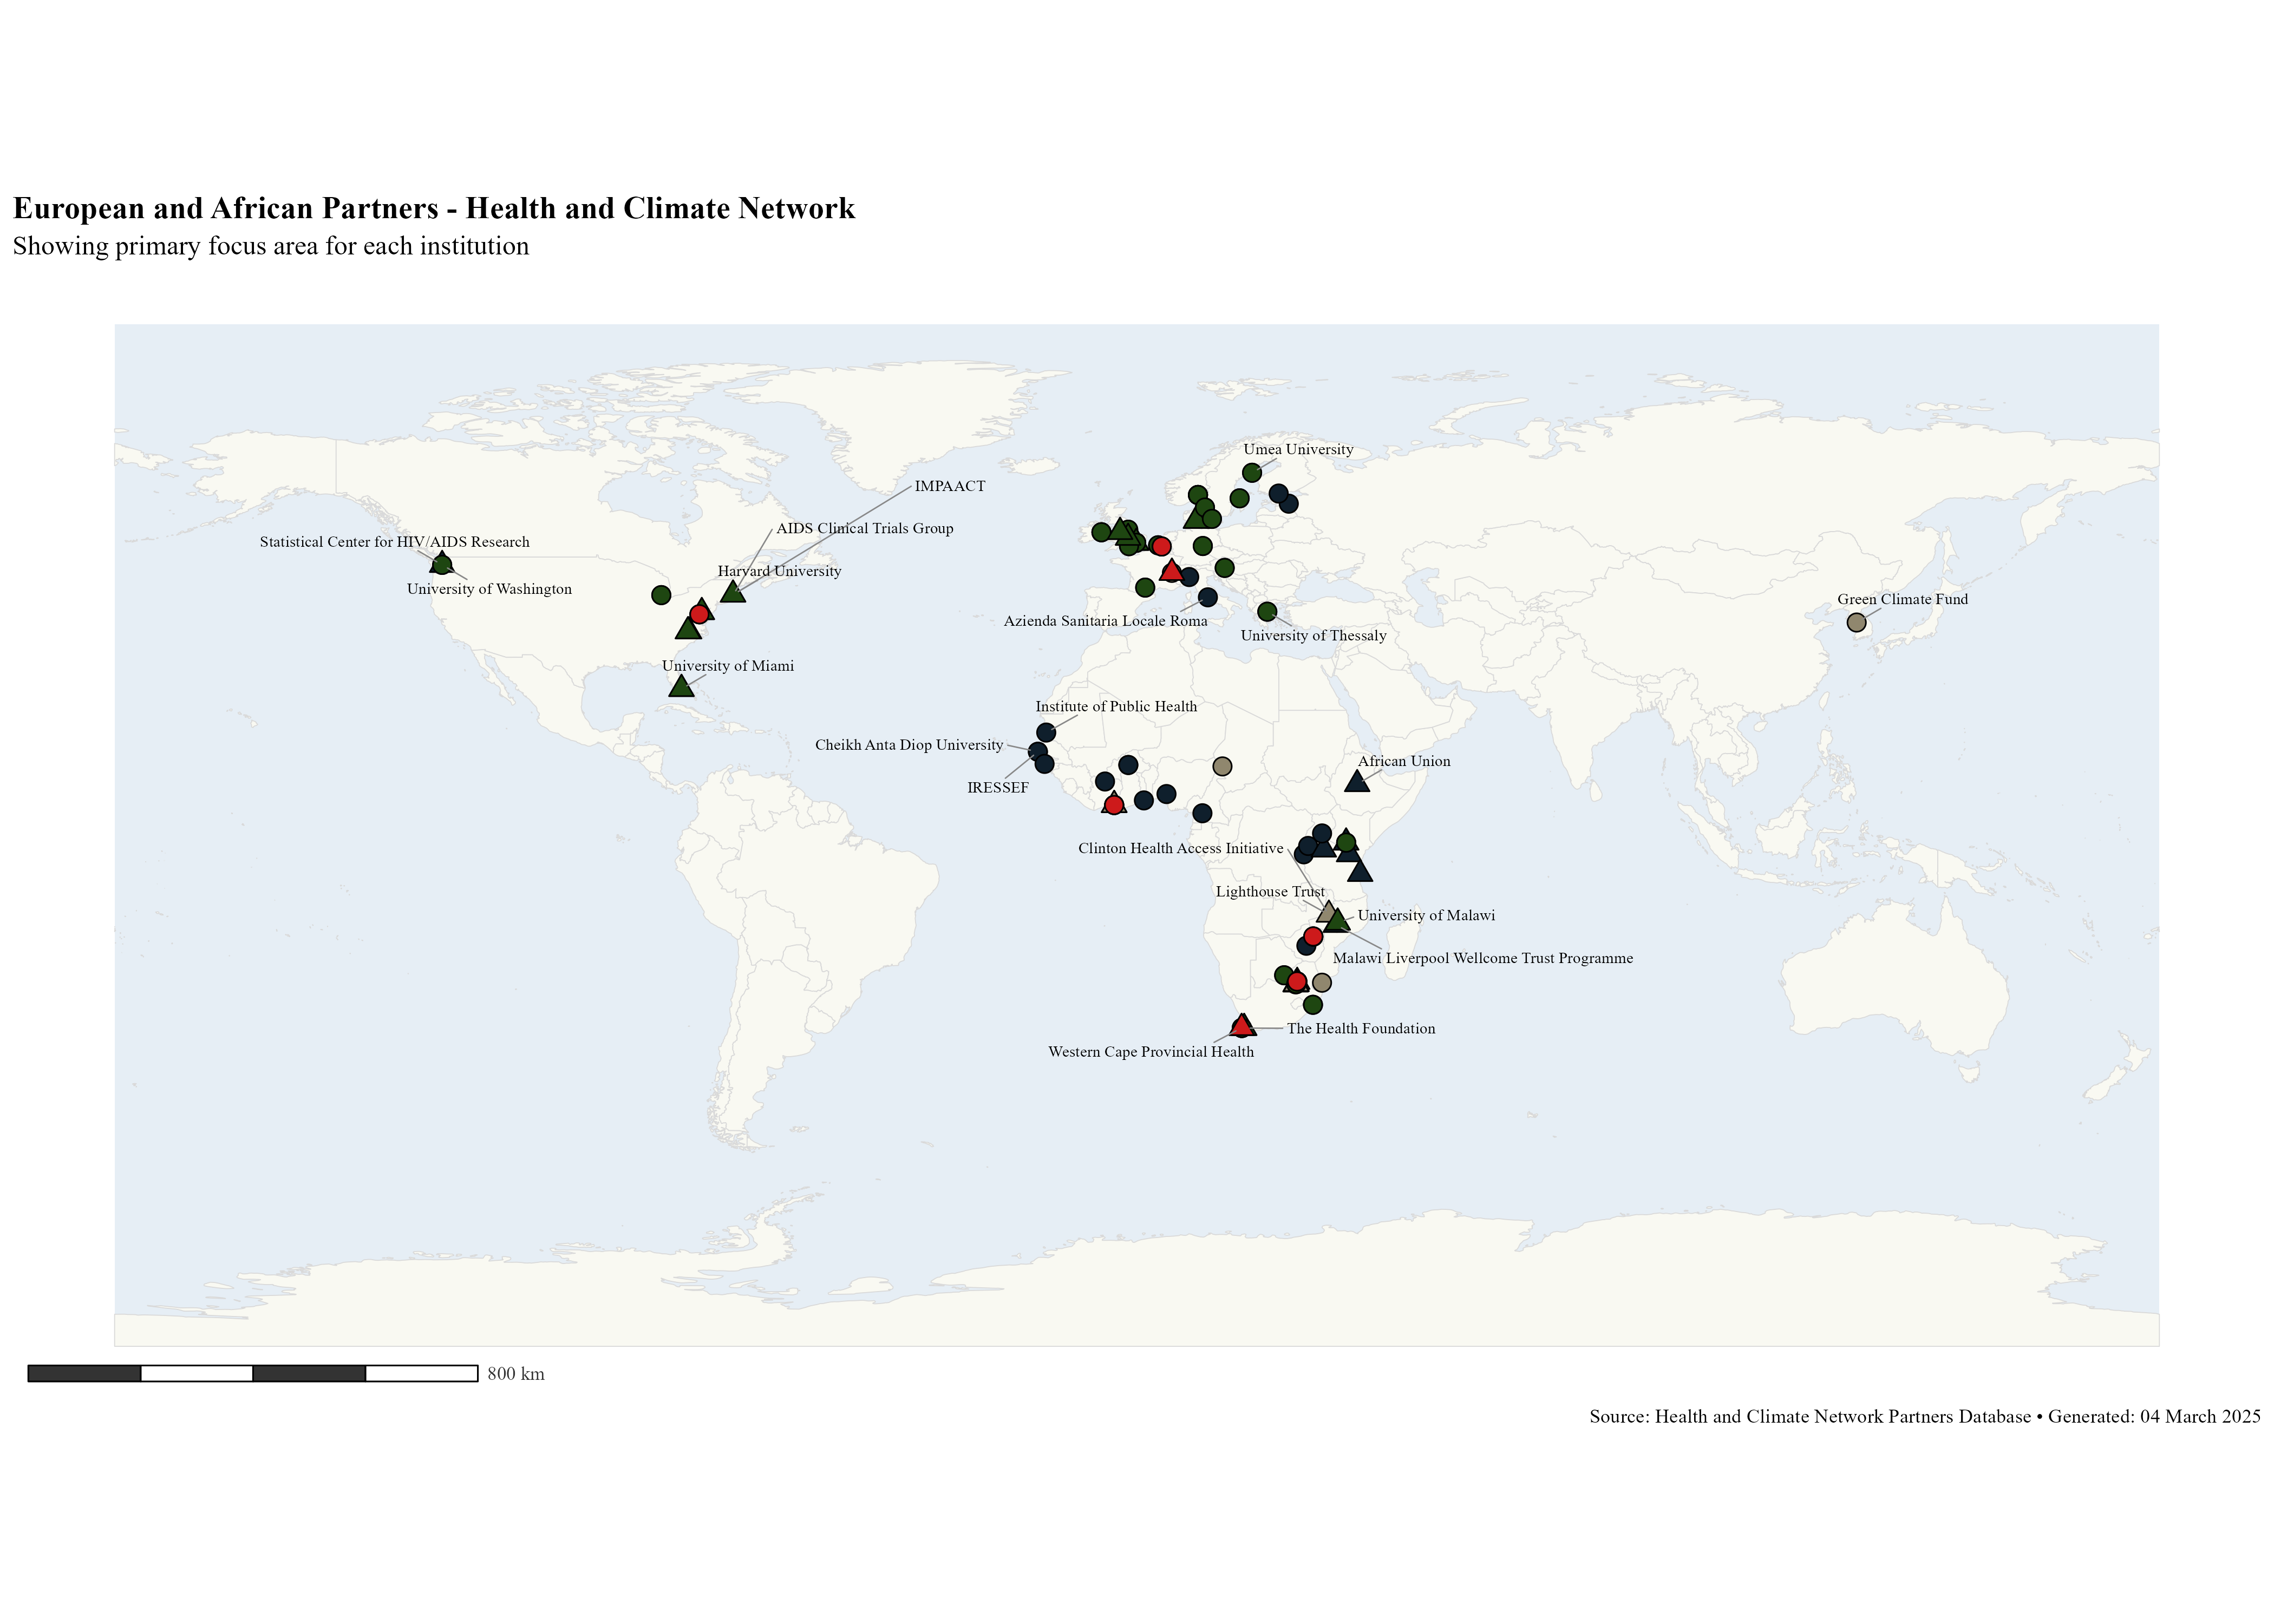 European and African Partners - Health and Climate Network
Showing primary focus area for each institution
Umea University
IMPAACT
AIDS Clinical Trials Group
Statistical Center for HIV/AIDS Research
Harvard University
University of Washington
Green Climate Fund
Azienda Sanitaria Locale Roma
University of Thessaly
University of Miami
Institute of Public Health
Cheikh Anta Diop University
African Union
IRESSEF
Clinton Health Access Initiative
Lighthouse Trust
University of Malawi
Malawi Liverpool Wellcome Trust Programme
The Health Foundation
Western Cape Provincial Health
800 km
Source: Health and Climate Network Partners Database • Generated: 04 March 2025